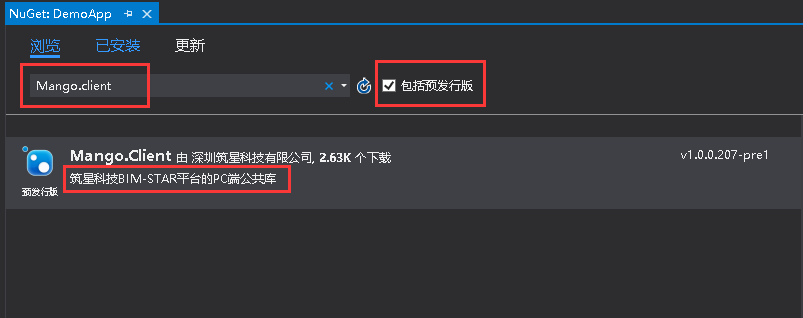 NuGet: DemoApp
浏览 已安装 更新
Mango.client 包括预发行版
Mango.Client 由 深圳筑星科技有限公司, 2.63K 个下载 v1.0.0.207-pre1
筑星科技BIM-STAR平台的PC端公共库
预发行版